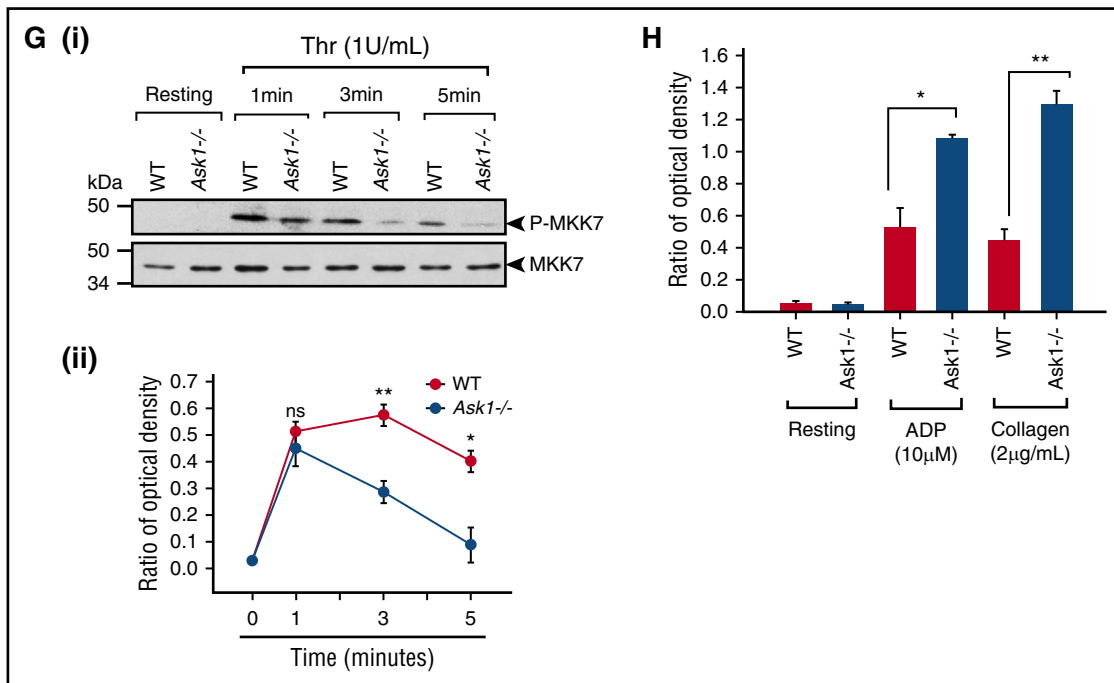 G (i)
Thr (1U/mL)
Resting 1min 3min 5min
WT Ask1-/- WT Ask1-/- WT Ask1-/- WT Ask1-/-
kDa
50
P-MKK7
50
MKK7
34
(ii)
Ratio of optical density
0.7
0.6
0.5
0.4
0.3
0.2
0.1
0.0
WT
Ask1-/-
ns
**
*
0 1 3 5
Time (minutes)
H
Ratio of optical density
1.6
1.4
1.2
1.0
0.8
0.6
0.4
0.2
0.0
*
**
WT Ask1-/- WT Ask1-/- WT Ask1-/-
Resting ADP Collagen
(10μM) (2μg/mL)